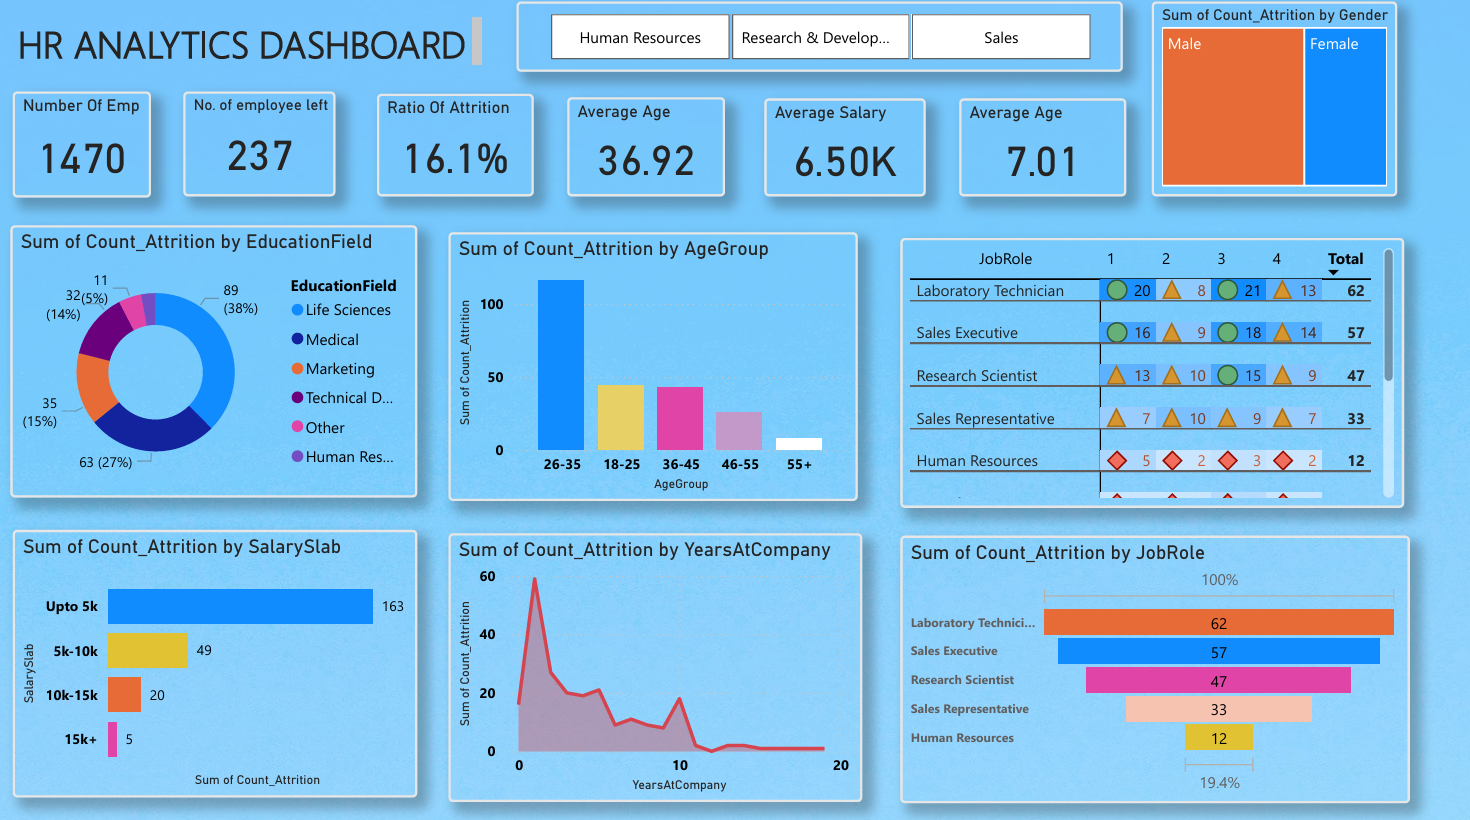 HR ANALYTICS DASHBOARD
Human Resources
Research & Develop...
Sales
Sum of Count_Attrition by Gender
Male
Female
Number Of Emp
1470
No. of employee left
237
Ratio Of Attrition
16.1%
Average Age
36.92
Average Salary
6.50K
Average Age
7.01
Sum of Count_Attrition by EducationField
11
32(5%)
(14%)
89
(38%)
35
(15%)
63 (27%)
EducationField
Life Sciences
Medical
Marketing
Technical D...
Other
Human Res...
Sum of Count_Attrition by AgeGroup
Sum of Count_Attrition
100
50
0
26-35 18-25 36-45 46-55 55+
AgeGroup
JobRole 1 2 3 4 Total
Laboratory Technician 20 8 21 13 62
Sales Executive 16 9 18 14 57
Research Scientist 13 10 15 9 47
Sales Representative 7 10 9 7 33
Human Resources 5 2 3 2 12
Sum of Count_Attrition by SalarySlab
SalarySlab
Upto 5k 163
5k-10k 49
10k-15k 20
15k+ 5
Sum of Count_Attrition
Sum of Count_Attrition by YearsAtCompany
Sum of Count_Attrition
60
40
20
0
0 10 20
YearsAtCompany
Sum of Count_Attrition by JobRole
100%
Laboratory Technici... 62
Sales Executive 57
Research Scientist 47
Sales Representative 33
Human Resources 12
19.4%